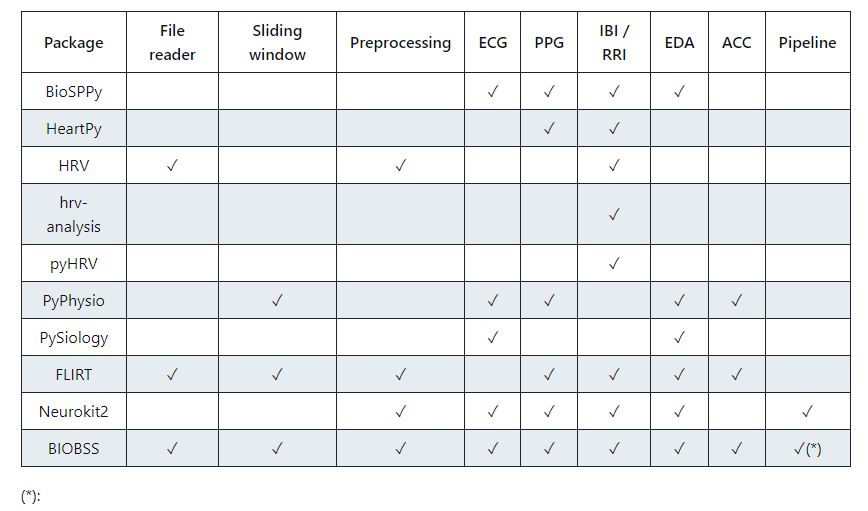 Package File reader Sliding window Preprocessing ECG PPG IBI / RRI EDA ACC Pipeline
BioSPPy ✓ ✓ ✓ ✓
HeartPy ✓ ✓
HRV ✓ ✓ ✓
hrv-analysis ✓
pyHRV ✓
PyPhysio ✓ ✓ ✓ ✓ ✓
PySiology ✓ ✓
FLIRT ✓ ✓ ✓ ✓ ✓ ✓ ✓
Neurokit2 ✓ ✓ ✓ ✓ ✓ ✓
BIOBSS ✓ ✓ ✓ ✓ ✓ ✓ ✓ ✓ ✓(*)
(*):